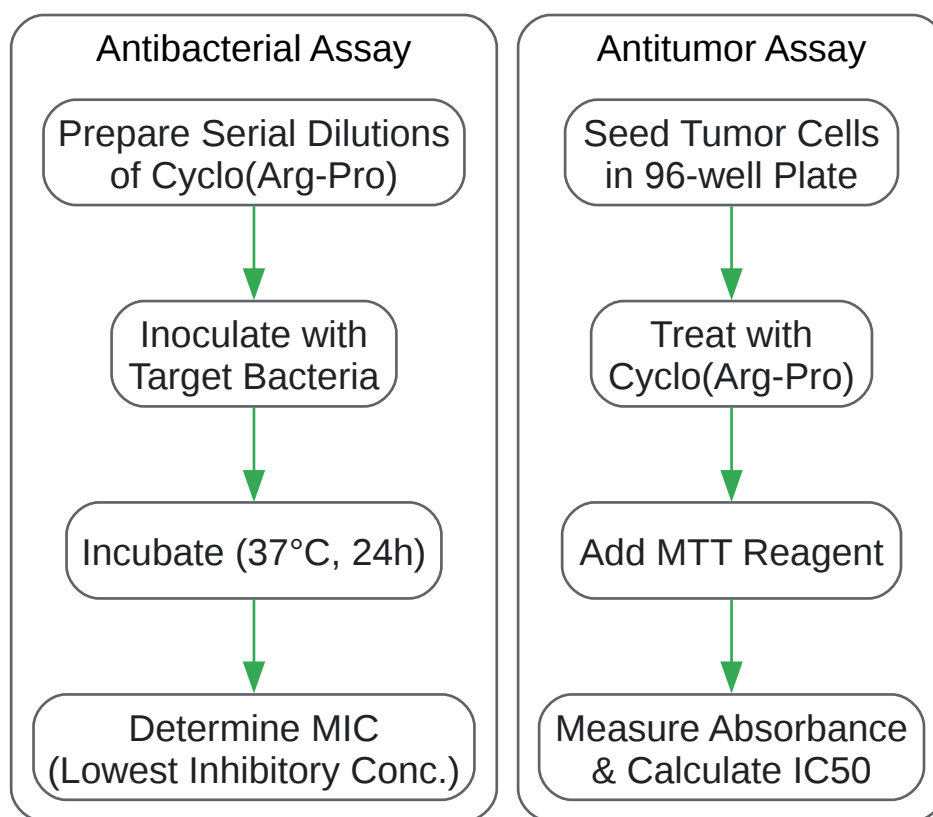 Antibacterial Assay
Prepare Serial Dilutions
of Cyclo(Arg-Pro)
Inoculate with
Target Bacteria
Incubate (37°C, 24h)
Determine MIC
(Lowest Inhibitory Conc.)
Antitumor Assay
Seed Tumor Cells
in 96-well Plate
Treat with
Cyclo(Arg-Pro)
Add MTT Reagent
Measure Absorbance
& Calculate IC50